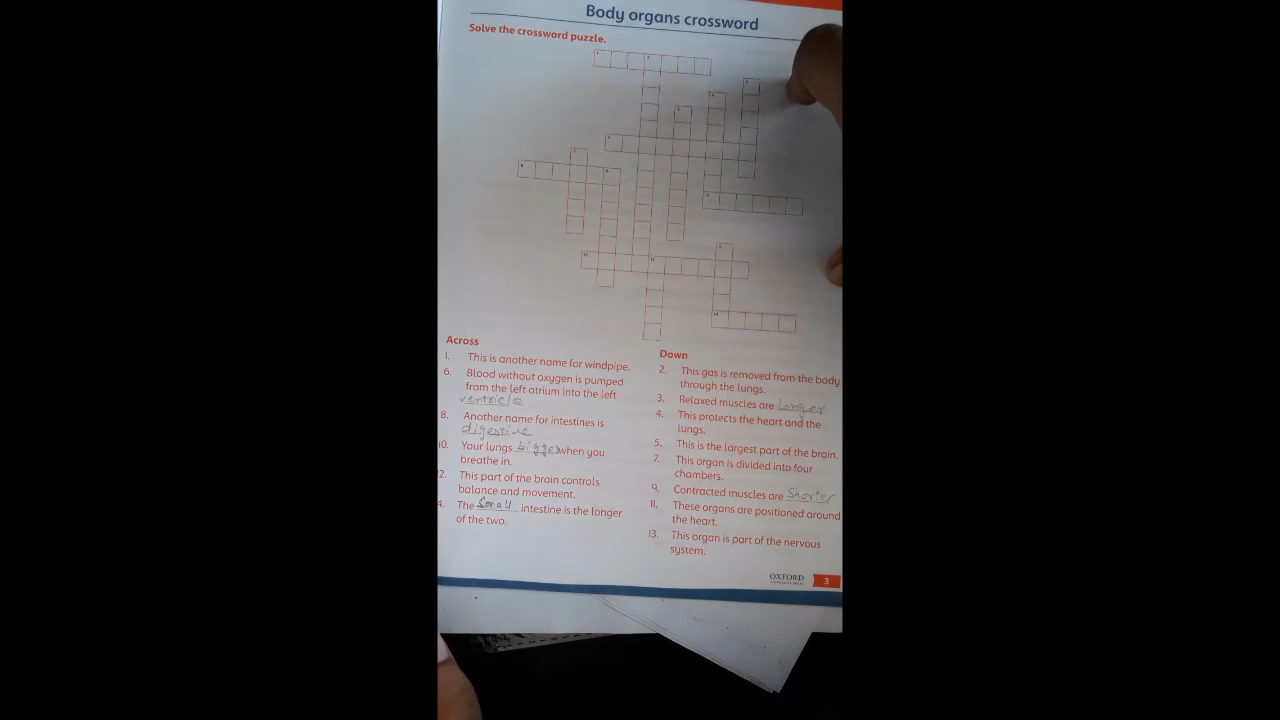 Body organs crossword
Solve the crossword puzzle.
Across
1. This is another name for windpipe.
6. Blood without oxygen is pumped
from the left atrium into the left
ventricle
8. Another name for intestines is
digestive
10. Your lungs bigger when you
breathe in.
2. This part of the brain controls
balance and movement.
4. The Small intestine is the longer
of the two.
Down
2. This gas is removed from the body
through the lungs.
3. Relaxed muscles are Longer
4. This protects the heart and the
lungs.
5. This is the largest part of the brain.
7. This organ is divided into four
chambers.
9. Contracted muscles are Shorter
11. These organs are positioned around
the heart.
13. This organ is part of the nervous
system.
OXFORD
3